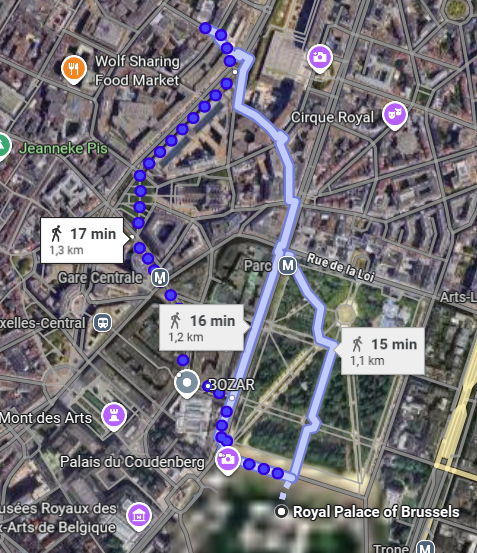 Wolf Sharing
Food Market
Cirque Royal
Jeanneke Pis
17 min
1,3 km
Gare Centrale
M
Parc
M
Rue de la Loi
Arts-L
xelles-Central
16 min
1,2 km
15 min
1,1 km
BOZAR
Mont des Arts
Palais du Coudenberg
Royal Palace of Brussels
usées Royaux des
x-Arts de Belgique
Trone
M